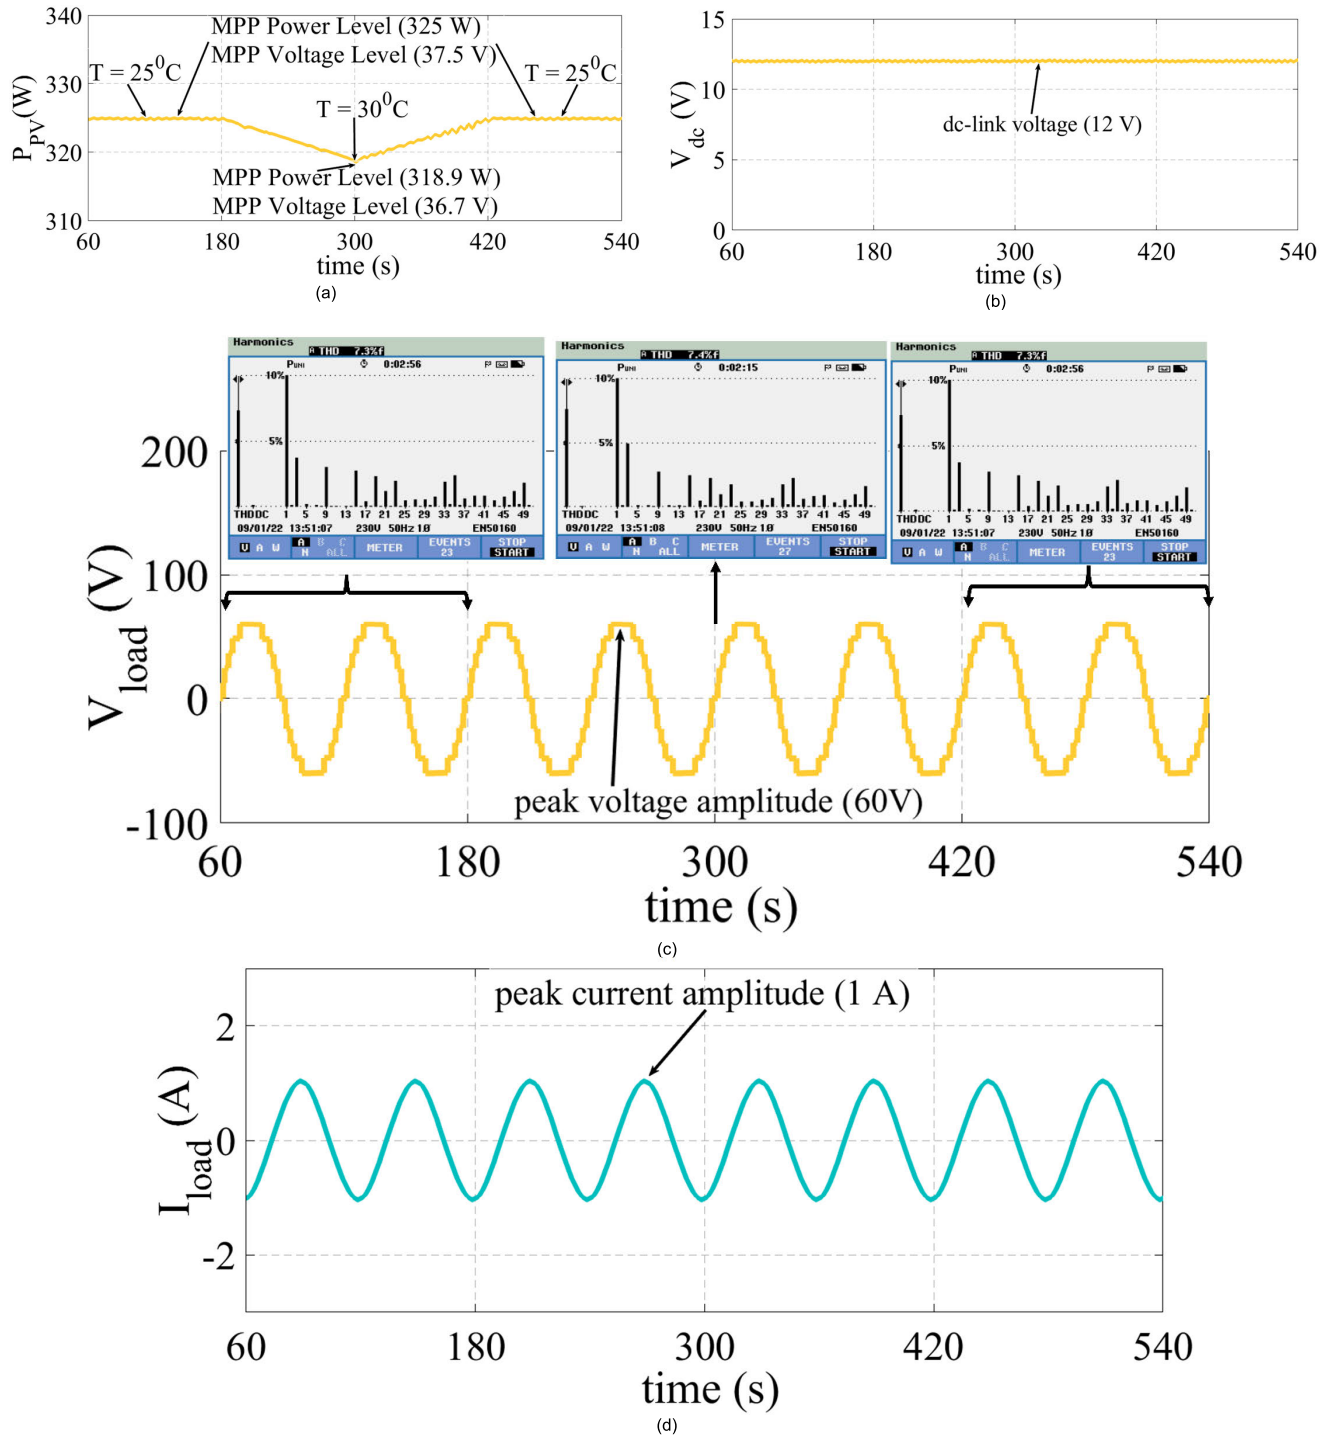 340
330
320
310
P_PV(W)
MPP Power Level (325 W)
MPP Voltage Level (37.5 V)
T = 25⁰C
T = 25⁰C
T = 30⁰C
MPP Power Level (318.9 W)
MPP Voltage Level (36.7 V)
60 180 300 420 540
time (s)
(a)
15
10
5
0
V_dc (V)
dc-link voltage (12 V)
60 180 300 420 540
time (s)
(b)
Harmonics
A THD 7.3%f
PUNI 0:02:56
10%
5%
THDDC 1 5 9 13 17 21 25 29 33 37 41 45 49
09/01/22 13:51:07 230V 50Hz 1Ø EN50160
V A W
A B C
N ALL
METER
EVENTS
23
STOP
START
Harmonics
A THD 7.4%f
PUNI 0:02:15
10%
5%
THDDC 1 5 9 13 17 21 25 29 33 37 41 45 49
09/01/22 13:51:08 230V 50Hz 1Ø EN50160
V A W
A B C
N ALL
METER
EVENTS
27
STOP
START
Harmonics
A THD 7.3%f
PUNI 0:02:56
10%
5%
THDDC 1 5 9 13 17 21 25 29 33 37 41 45 49
09/01/22 13:51:07 230V 50Hz 1Ø EN50160
V A W
A B C
N ALL
METER
EVENTS
23
STOP
START
200
100
0
-100
V_load (V)
peak voltage amplitude (60V)
60 180 300 420 540
time (s)
(c)
2
0
-2
I_load (A)
peak current amplitude (1 A)
60 180 300 420 540
time (s)
(d)